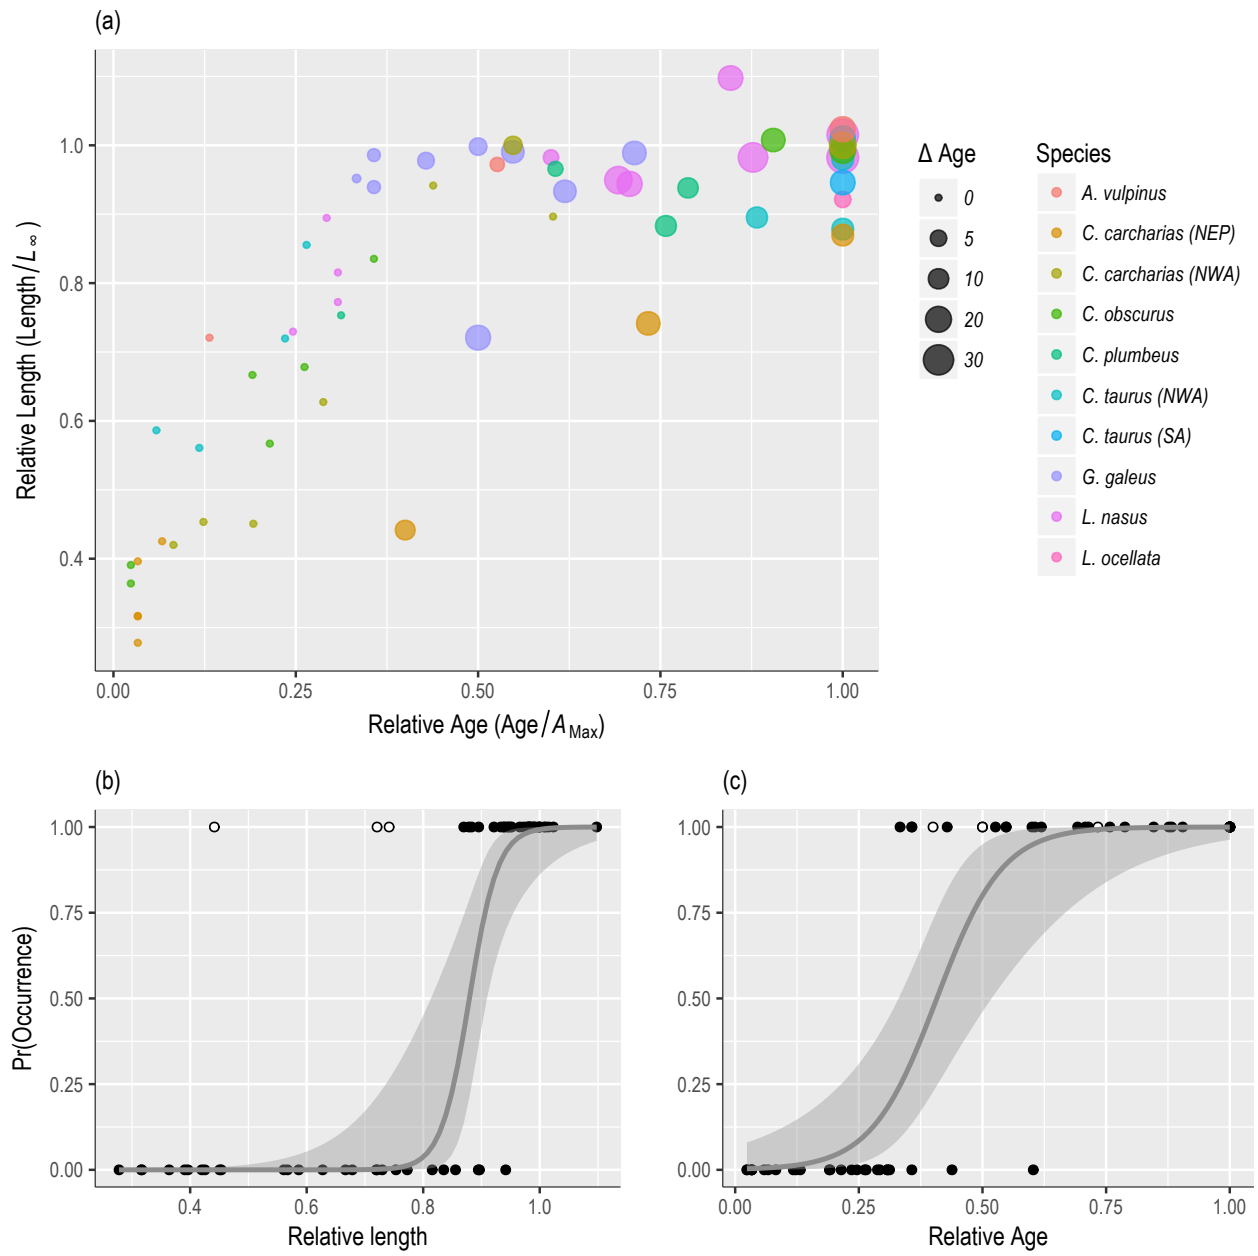 (a)
1.0
0.8
0.6
0.4
Relative Length (Length/L∞)
0.00 0.25 0.50 0.75 1.00
Relative Age (Age/A Max)
Δ Age
0
5
10
20
30
Species
A. vulpinus
C. carcharias (NEP)
C. carcharias (NWA)
C. obscurus
C. plumbeus
C. taurus (NWA)
C. taurus (SA)
G. galeus
L. nasus
L. ocellata
(b)
1.00
0.75
0.50
0.25
0.00
Pr(Occurrence)
0.4 0.6 0.8 1.0
Relative length
(c)
1.00
0.75
0.50
0.25
0.00
0.00 0.25 0.50 0.75 1.00
Relative Age